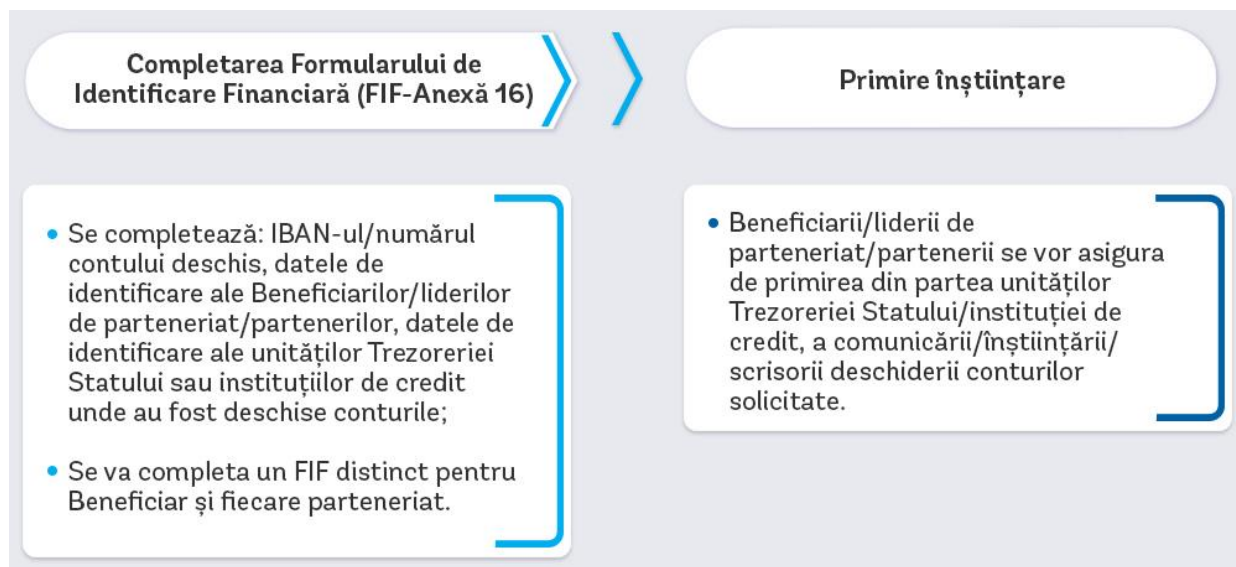 Completarea Formularului de
Identificare Financiară (FIF-Anexă 16)
Primire înștiințare
• Se completează: IBAN-ul/numărul
contului deschis, datele de
identificare ale Beneficiarilor/liderilor
de parteneriat/partenerilor, datele de
identificare ale unităților Trezoreriei
Statului sau instituțiilor de credit
unde au fost deschise conturile;
• Se va completa un FIF distinct pentru
Beneficiar și fiecare parteneriat.
• Beneficiarii/liderii de
parteneriat/partenerii se vor asigura
de primirea din partea unităților
Trezoreriei Statului/instituției de
credit, a comunicării/înștiințării/
scrisorii deschiderii conturilor
solicitate.